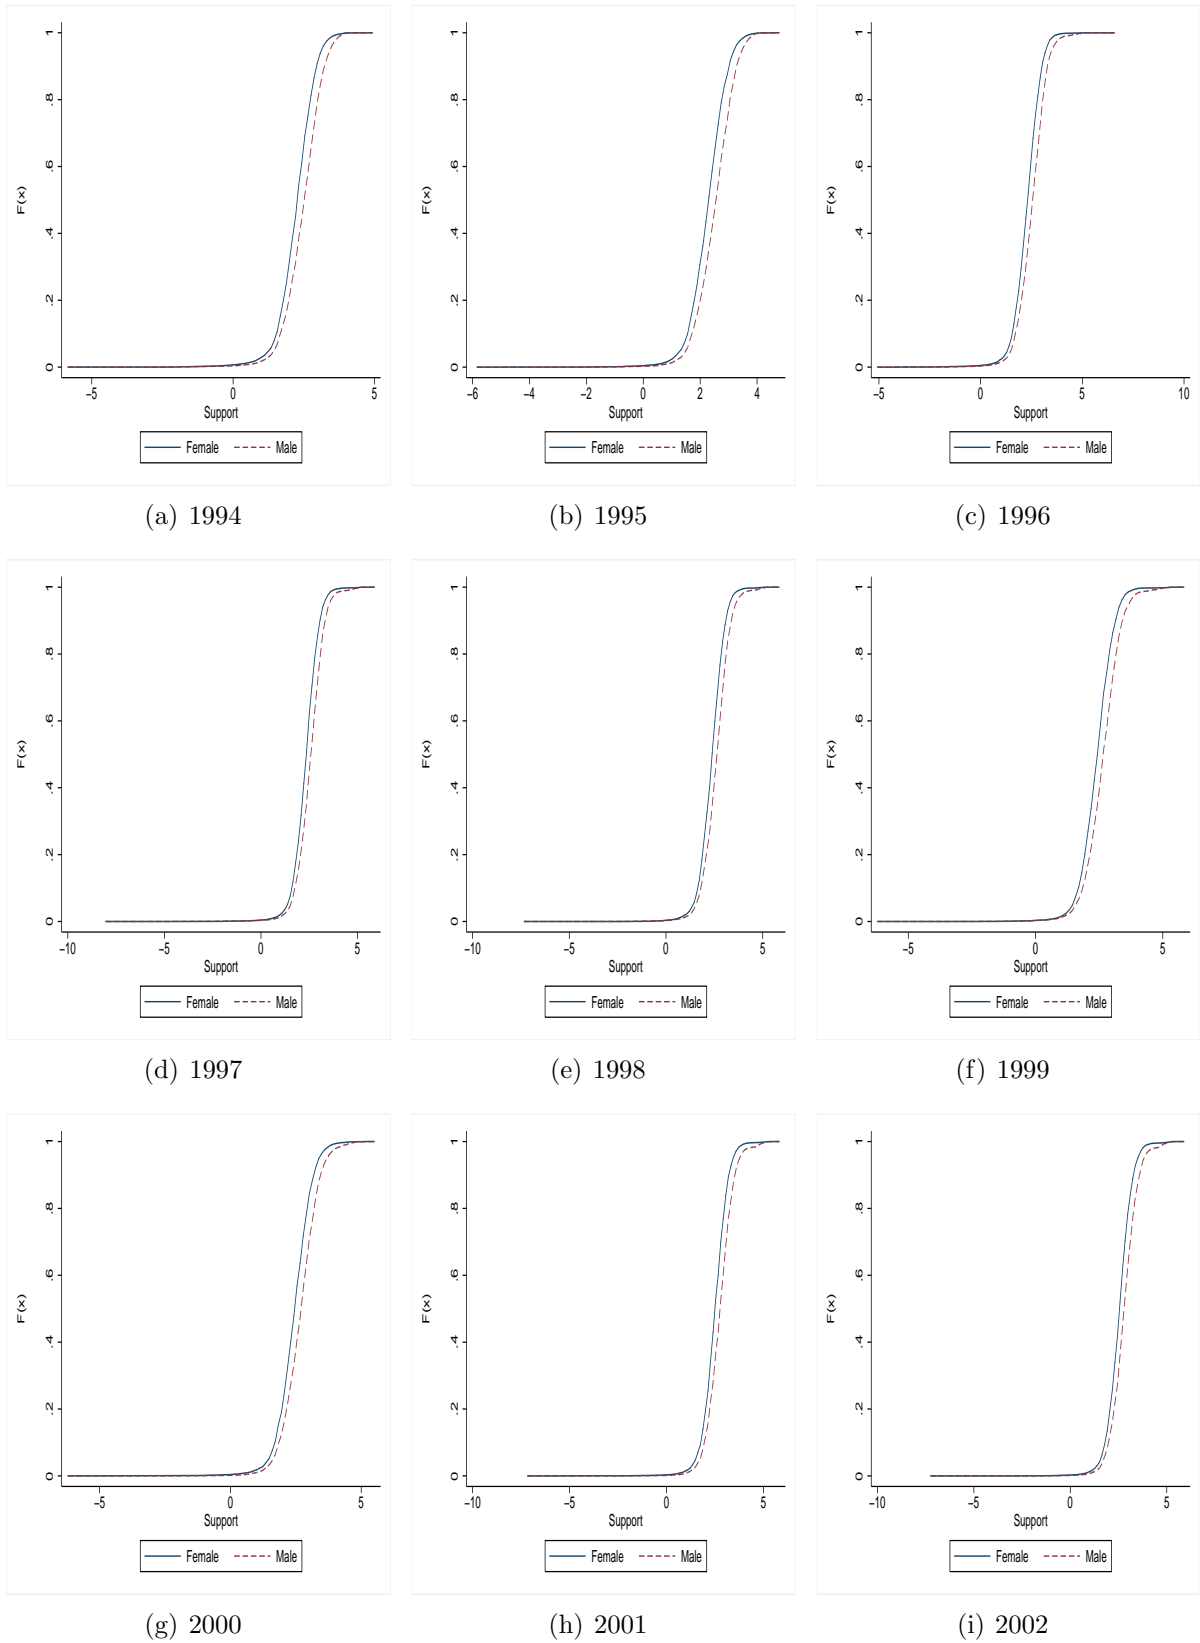 F(x)
1
.8
.6
.4
.2
0
−5 0 5
Support
Female Male
(a) 1994
F(x)
1
.8
.6
.4
.2
0
−6 −4 −2 0 2 4
Support
Female Male
(b) 1995
F(x)
1
.8
.6
.4
.2
0
−5 0 5 10
Support
Female Male
(c) 1996
F(x)
1
.8
.6
.4
.2
0
−10 −5 0 5
Support
Female Male
(d) 1997
F(x)
1
.8
.6
.4
.2
0
−10 −5 0 5
Support
Female Male
(e) 1998
F(x)
1
.8
.6
.4
.2
0
−5 0 5
Support
Female Male
(f) 1999
F(x)
1
.8
.6
.4
.2
0
−5 0 5
Support
Female Male
(g) 2000
F(x)
1
.8
.6
.4
.2
0
−10 −5 0 5
Support
Female Male
(h) 2001
F(x)
1
.8
.6
.4
.2
0
−10 −5 0 5
Support
Female Male
(i) 2002